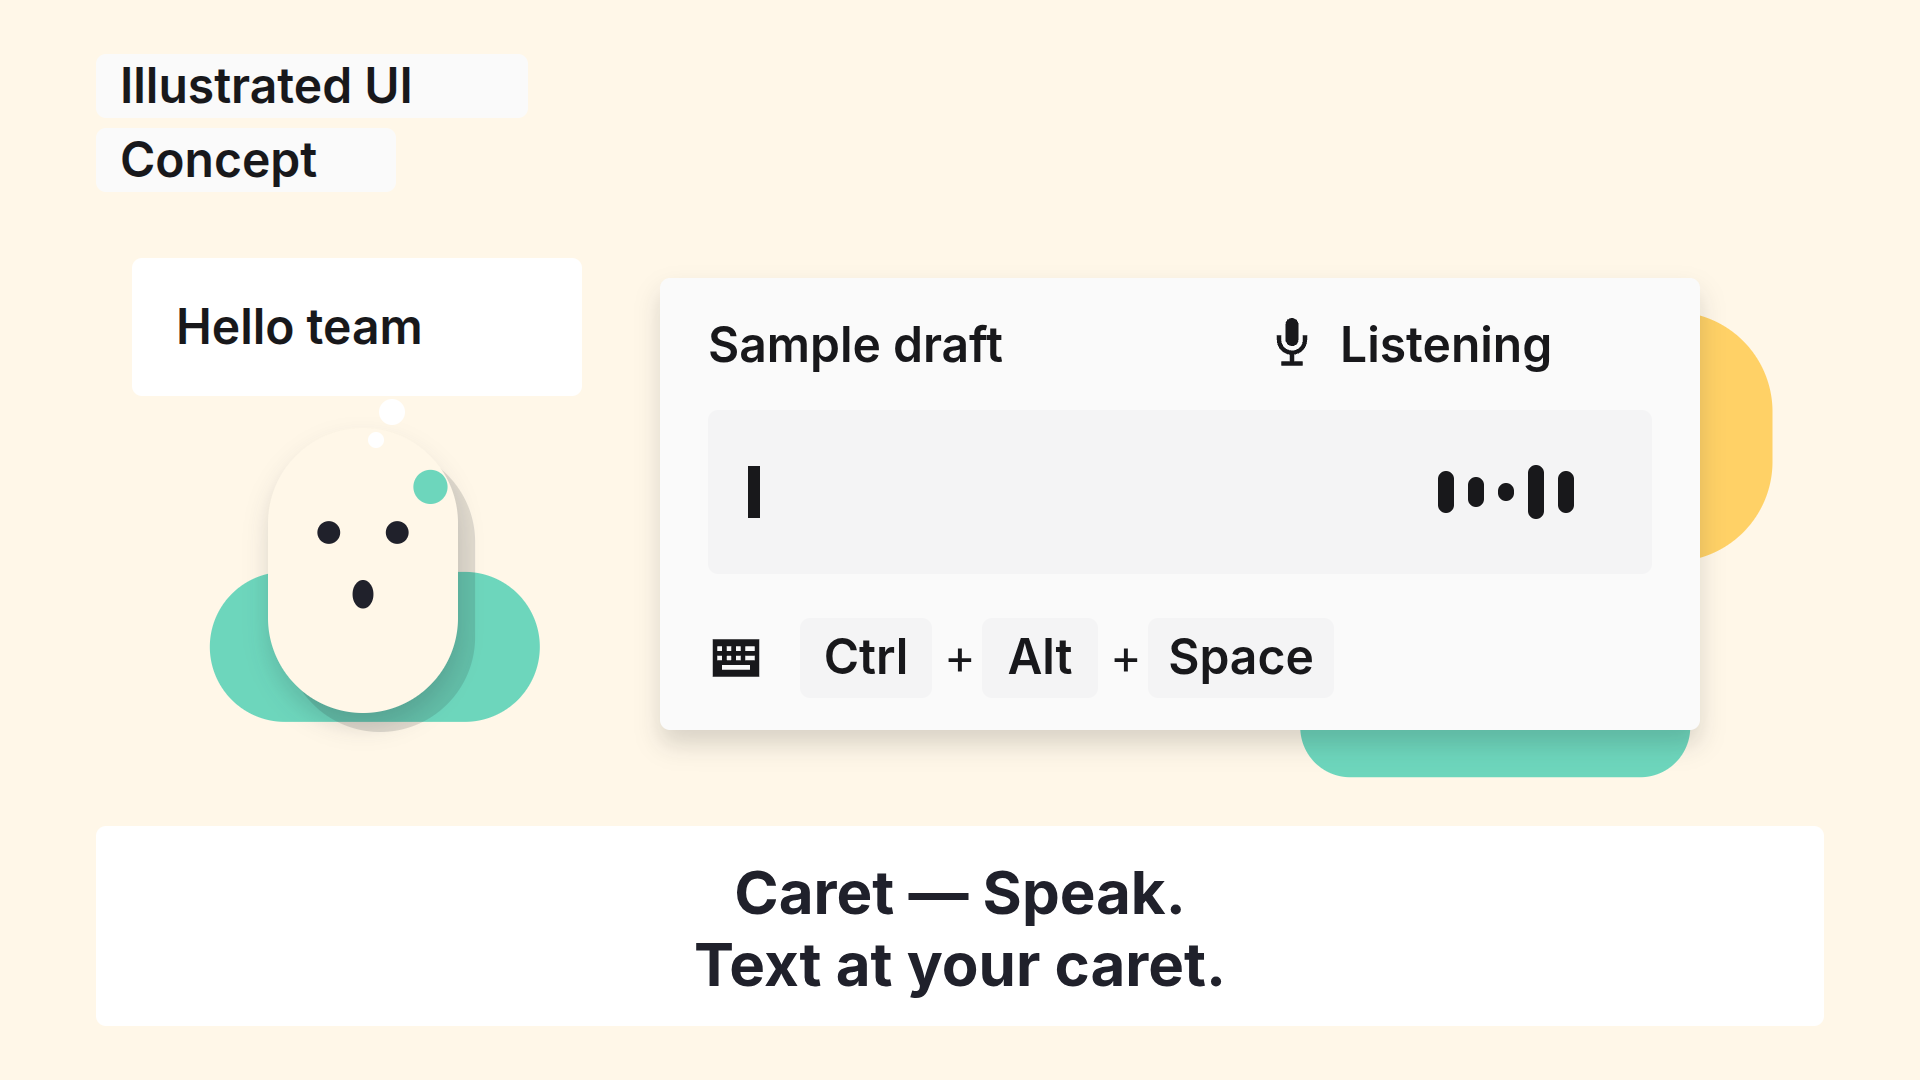 Illustrated UI
Concept
Hello team
Sample draft
Listening
Ctrl + Alt + Space
Caret — Speak.
Text at your caret.